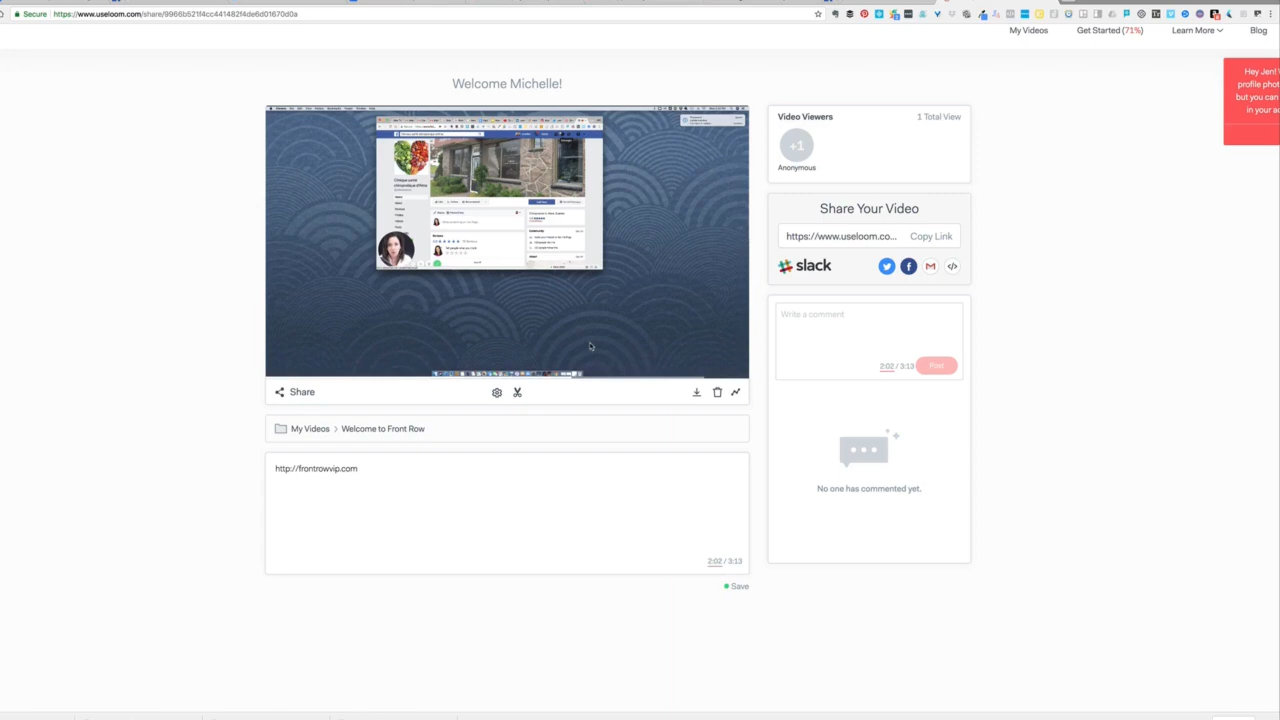 Secure https://www.useloom.com/share/9966b521f4cc441482f4de6d01670d0a
My Videos Get Started (71%) Learn More Blog
Welcome Michelle!
Hey Jen!
profile phot
but you can
in your a
Video Viewers 1 Total View
+1
Anonymous
Share Your Video
https://www.useloom.co... Copy Link
slack
Write a comment
2:02 / 3:13 Post
No one has commented yet.
Share
My Videos > Welcome to Front Row
http://frontrowvip.com
2:02 / 3:13
Save